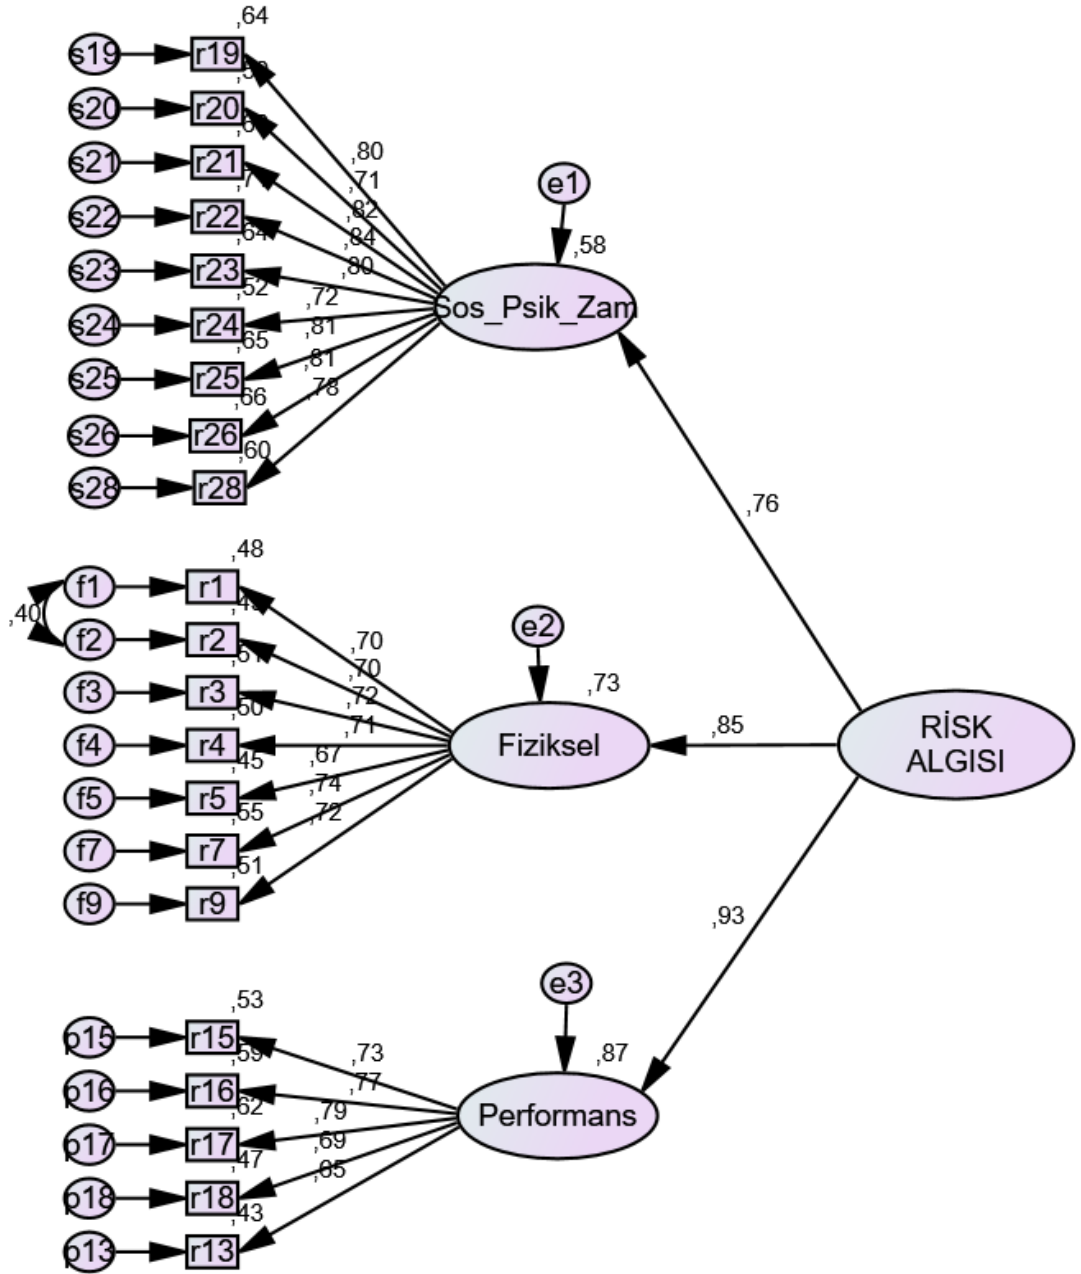 ,64
s19 r19
s20 r20
s21 r21
s22 r22
,64
s23 r23
,52
s24 r24
,65
s25 r25
,66
s26 r26
,60
s28 r28
,80
,71
,82
,84
,80
,72
,81
,81
,78
e1
,58
Sos_Psik_Zam
,76
,48
f1 r1
,40
f2 r2
f3 r3
,50
f4 r4
,45
f5 r5
,55
f7 r7
,51
f9 r9
,70
,70
,72
,71
,67
,74
,72
e2
,73
Fiziksel
,85
RİSK
ALGISI
,93
,53
p15 r15
,59
p16 r16
,62
p17 r17
,47
p18 r18
,43
p13 r13
,73
,77
,79
,69
,65
e3
,87
Performans